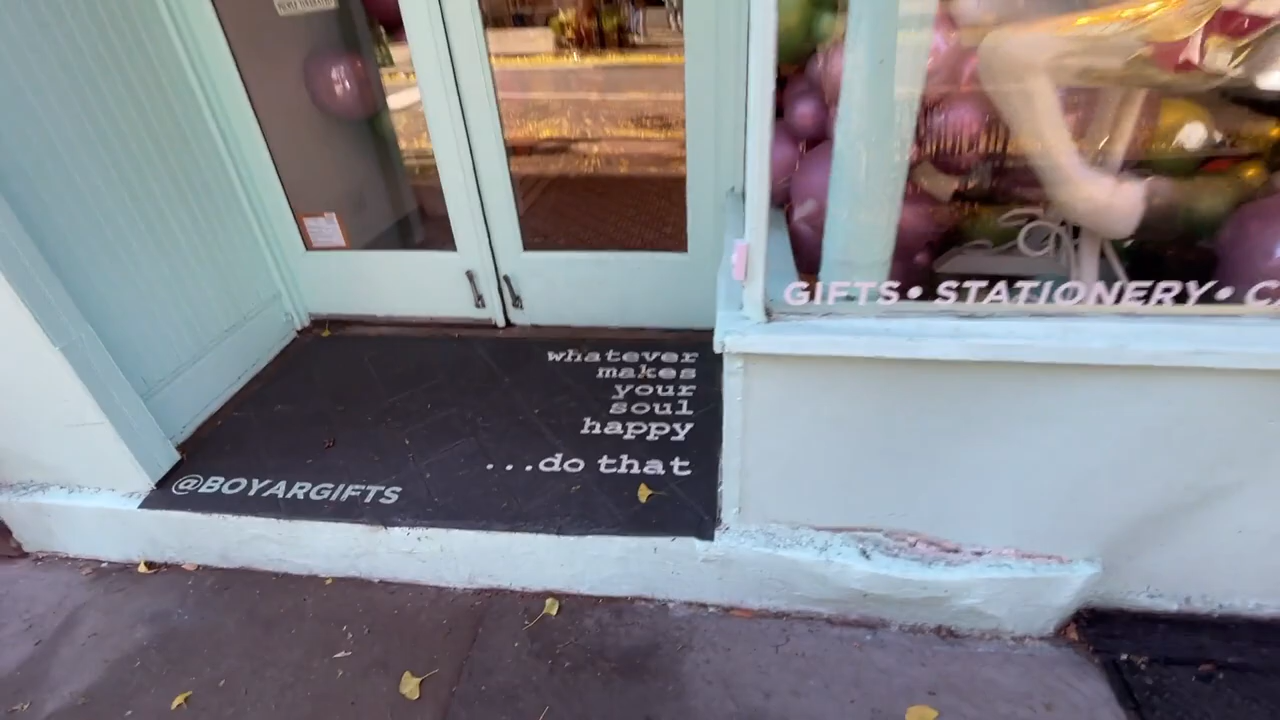 GIFTS• STATIONERY•
whatever
makes
your
soul
happy
...do that
@BOYARGIFTS